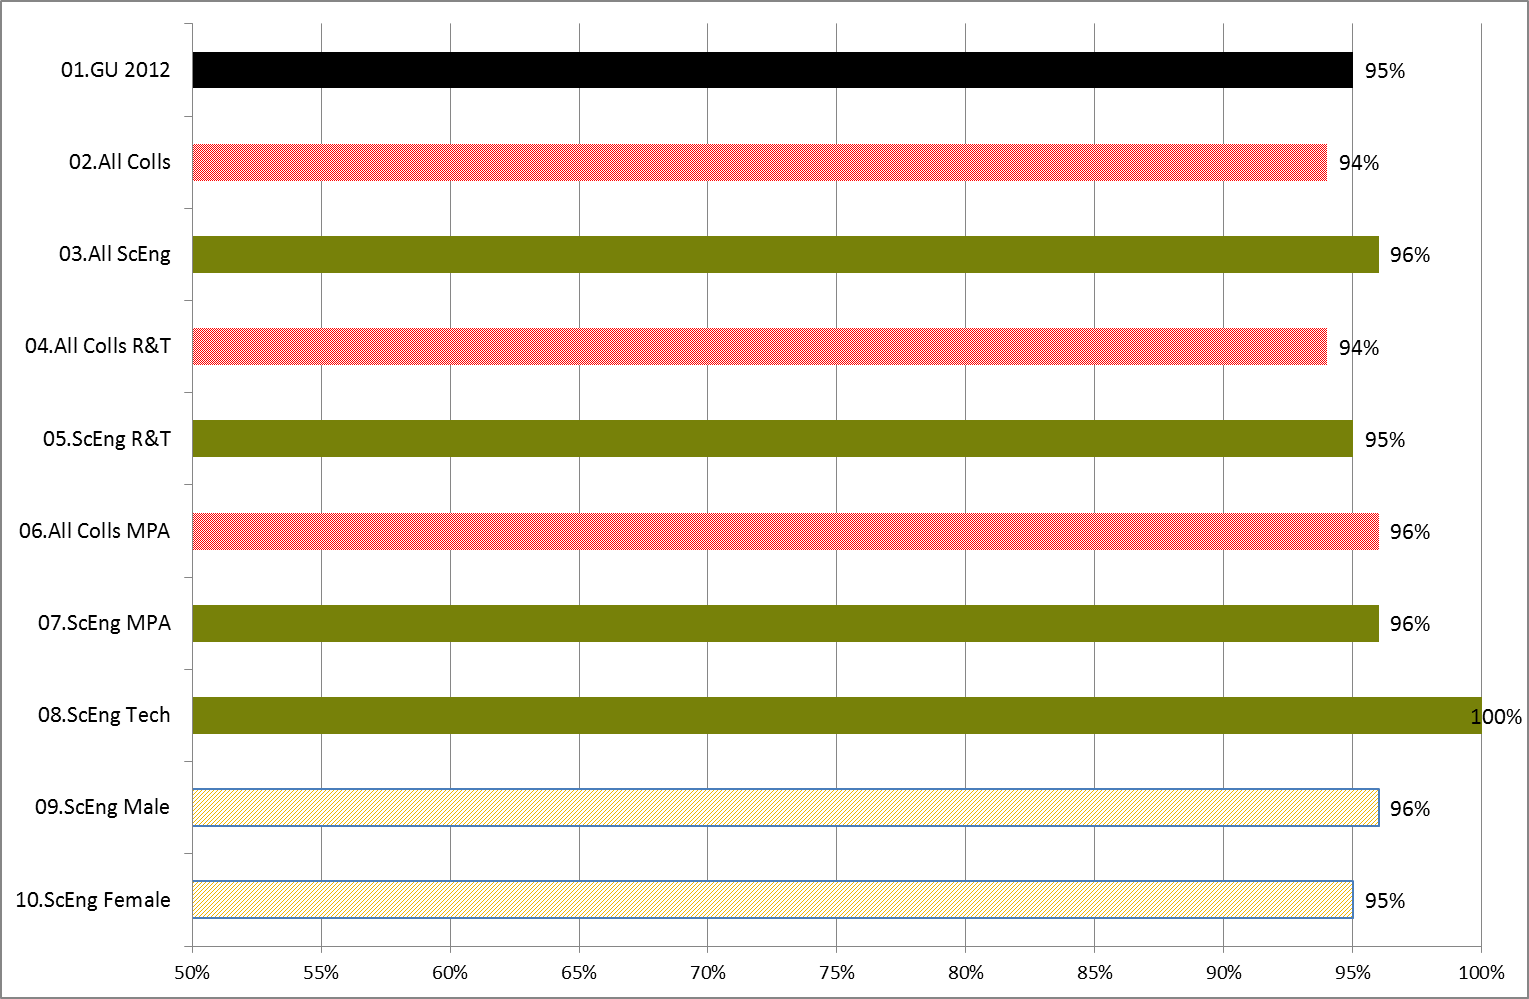 01.GU 2012 95%
02.All Colls 94%
03.All ScEng 96%
04.All Colls R&T 94%
05.ScEng R&T 95%
06.All Colls MPA 96%
07.ScEng MPA 96%
08.ScEng Tech 100%
09.ScEng Male 96%
10.ScEng Female 95%
50% 55% 60% 65% 70% 75% 80% 85% 90% 95% 100%